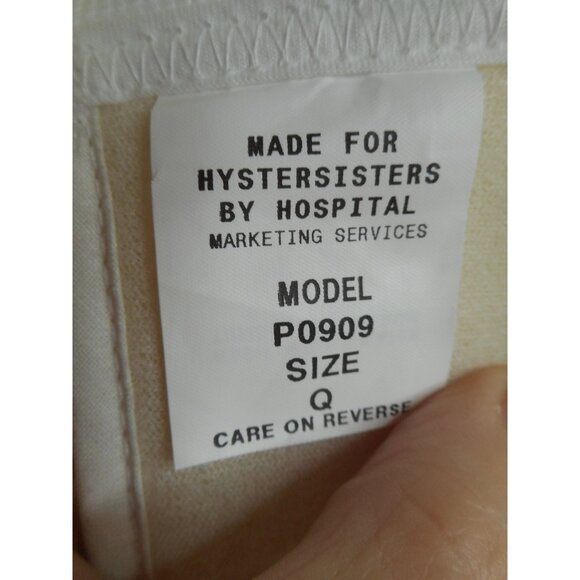 MADE FOR
HYSTERSISTERS
BY HOSPITAL
MARKETING SERVICES
MODEL
P0909
SIZE
Q
CARE ON REVERSE